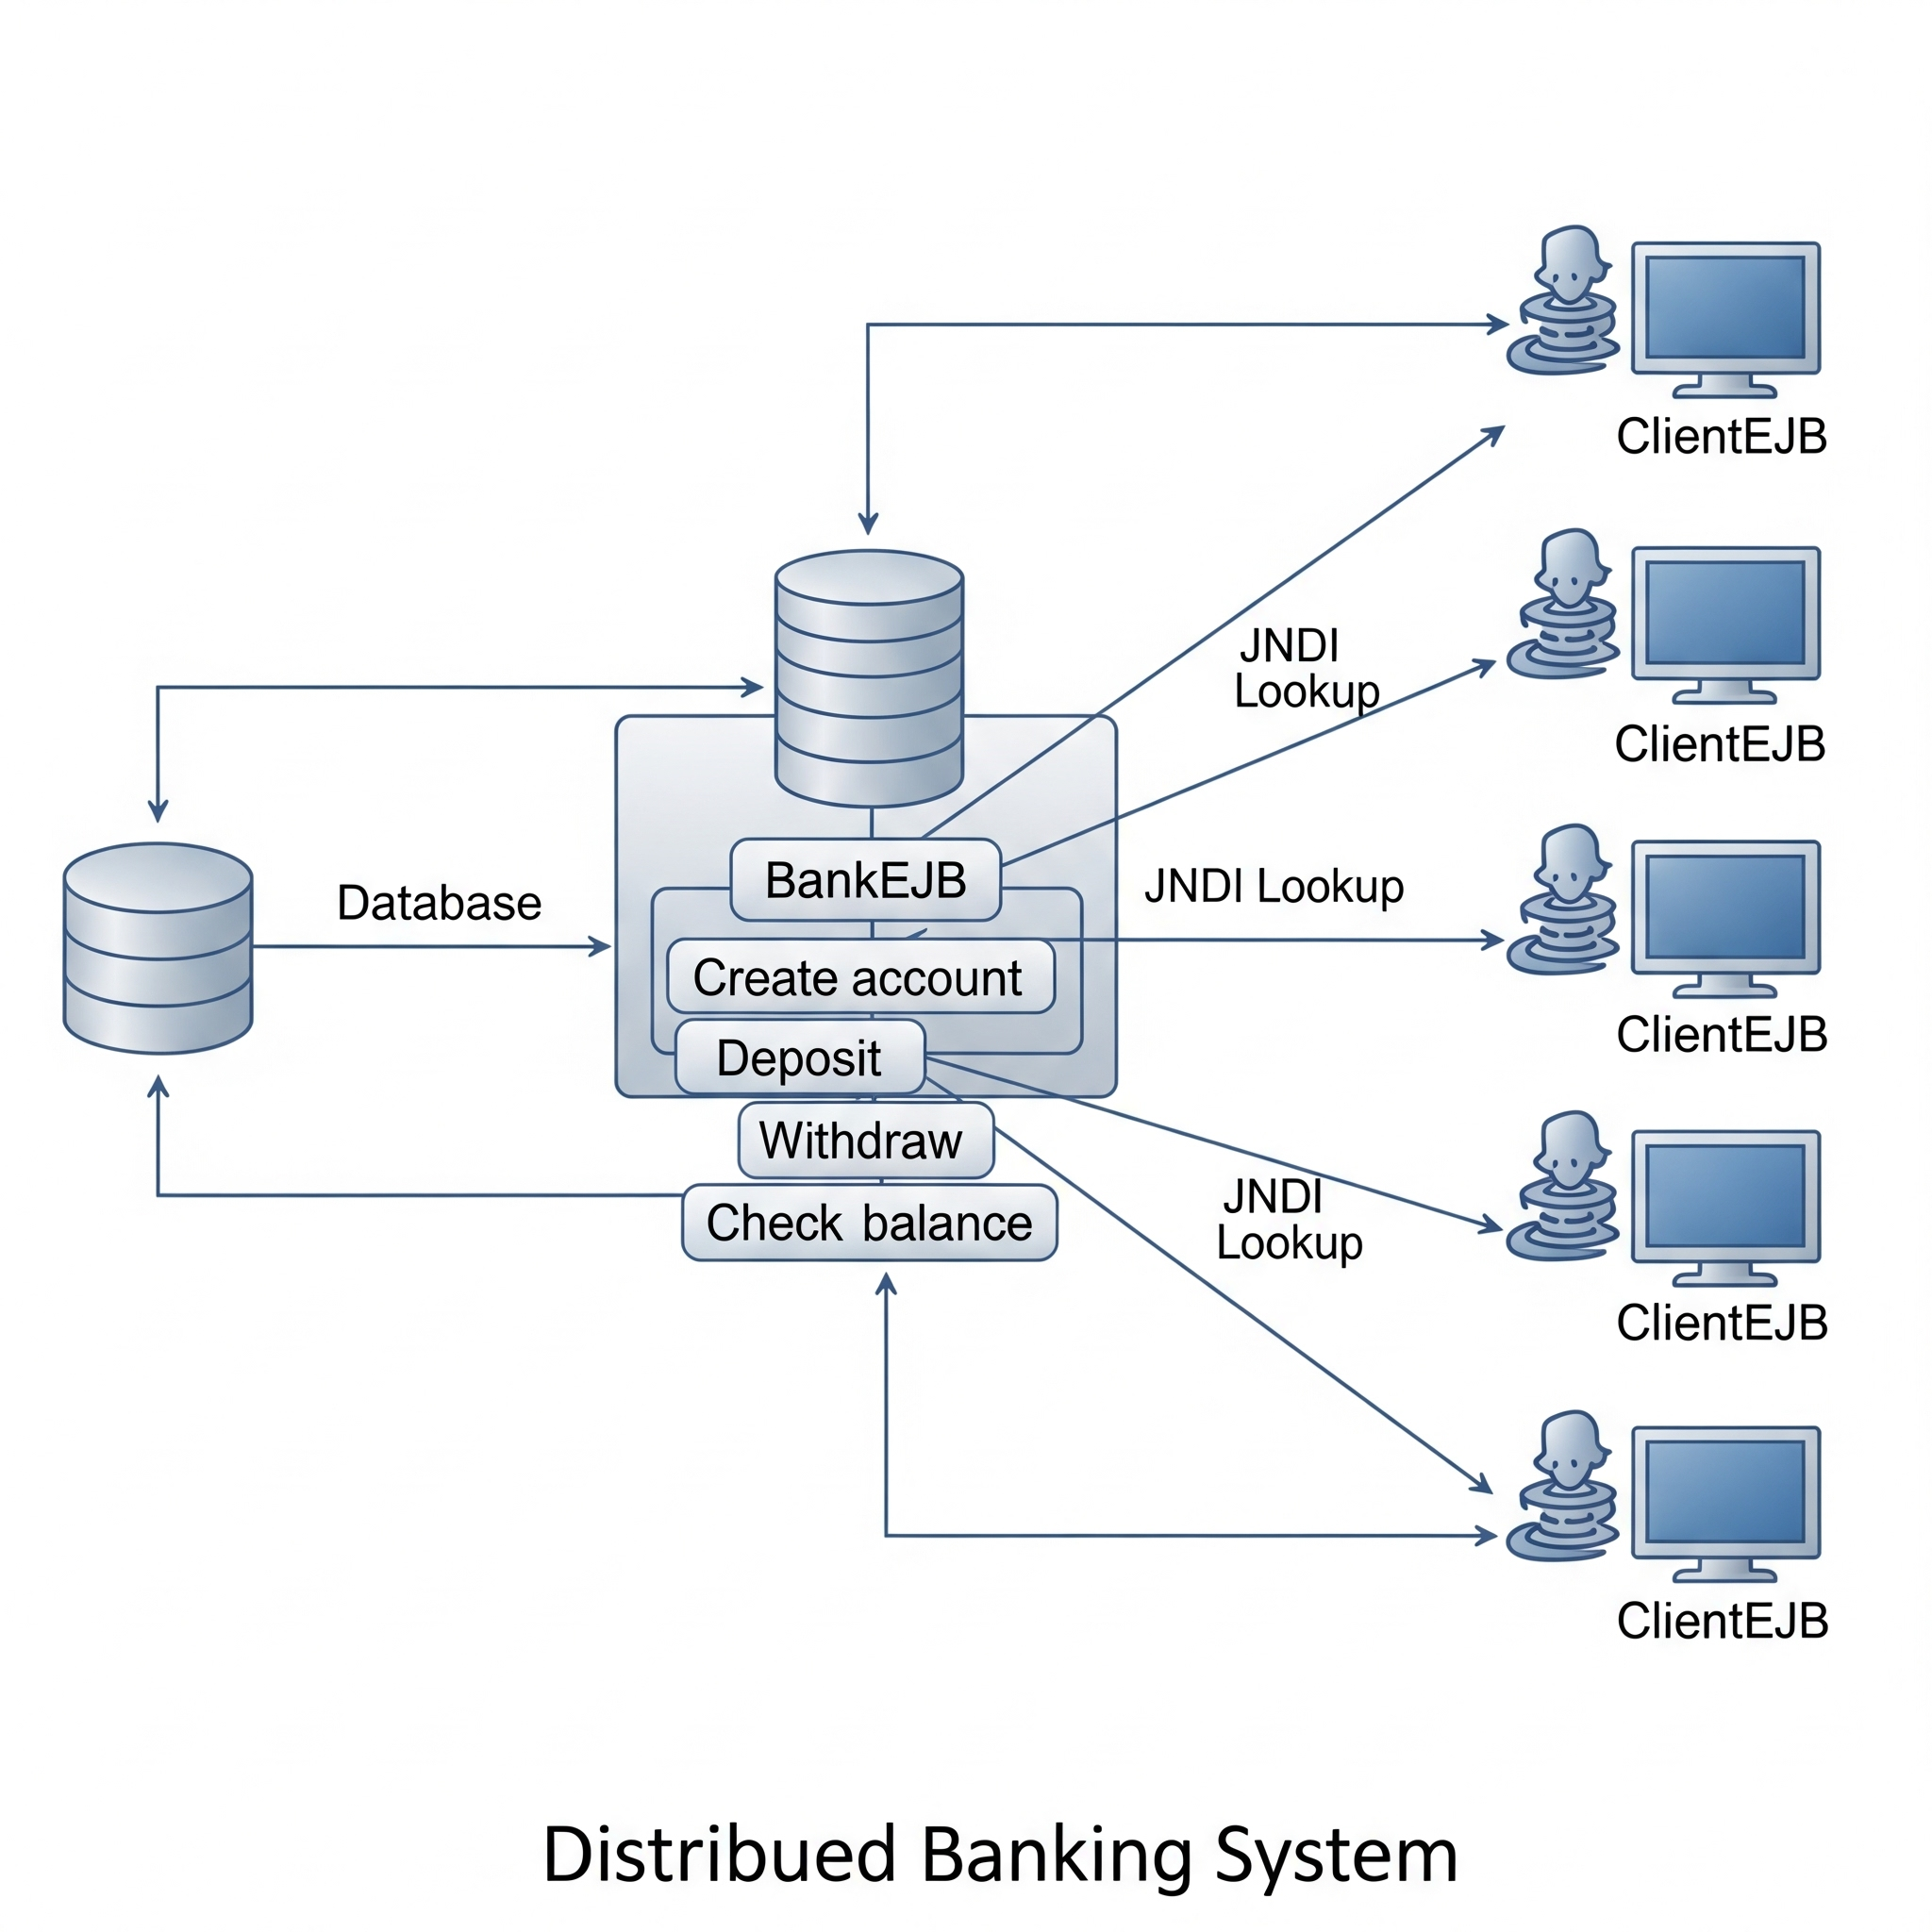 ClientEJB
JNDI
Lookup
ClientEJB
BankEJB
JNDI Lookup
Database
Create account
ClientEJB
Deposit
Withdraw
JNDI
Lookup
Check balance
ClientEJB
ClientEJB
Distribued Banking System